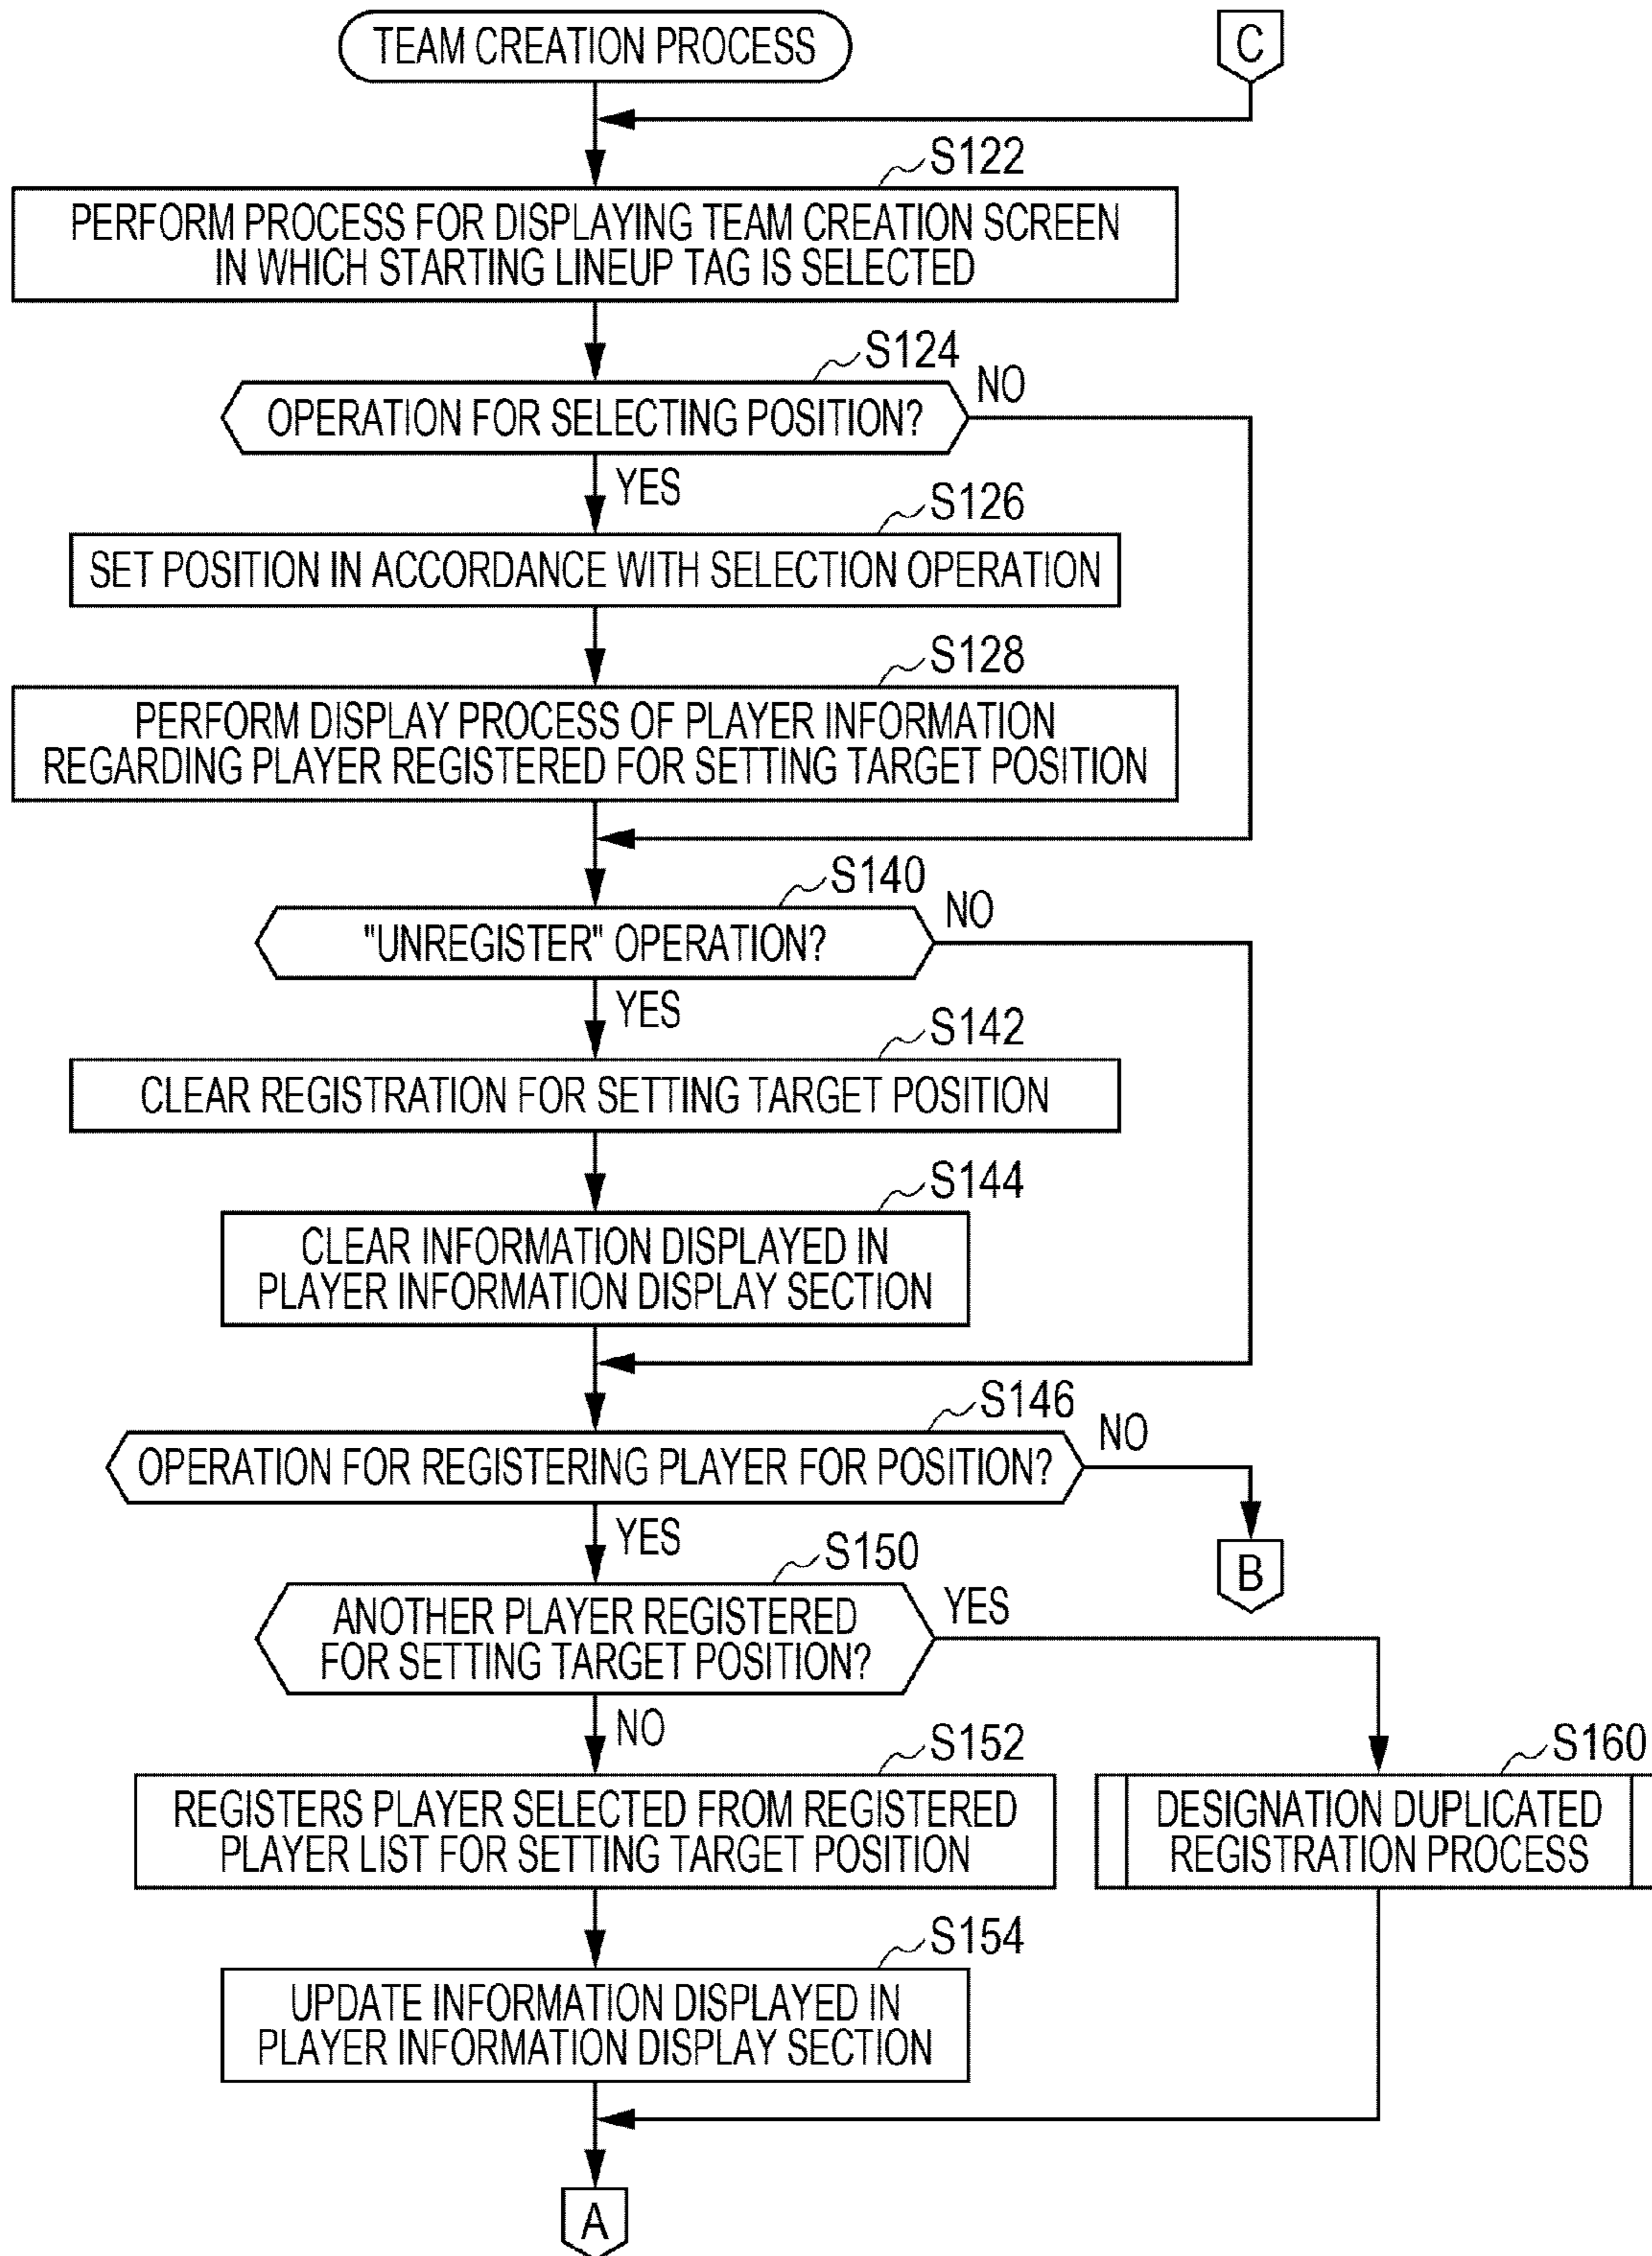 TEAM CREATION PROCESS
C
S122
PERFORM PROCESS FOR DISPLAYING TEAM CREATION SCREEN
IN WHICH STARTING LINEUP TAG IS SELECTED
S124
OPERATION FOR SELECTING POSITION?
NO
YES
S126
SET POSITION IN ACCORDANCE WITH SELECTION OPERATION
S128
PERFORM DISPLAY PROCESS OF PLAYER INFORMATION
REGARDING PLAYER REGISTERED FOR SETTING TARGET POSITION
S140
"UNREGISTER" OPERATION?
NO
YES
S142
CLEAR REGISTRATION FOR SETTING TARGET POSITION
S144
CLEAR INFORMATION DISPLAYED IN
PLAYER INFORMATION DISPLAY SECTION
S146
OPERATION FOR REGISTERING PLAYER FOR POSITION?
NO
YES
B
S150
ANOTHER PLAYER REGISTERED
FOR SETTING TARGET POSITION?
YES
NO
S152
REGISTERS PLAYER SELECTED FROM REGISTERED
PLAYER LIST FOR SETTING TARGET POSITION
S160
DESIGNATION DUPLICATED
REGISTRATION PROCESS
S154
UPDATE INFORMATION DISPLAYED IN
PLAYER INFORMATION DISPLAY SECTION
A